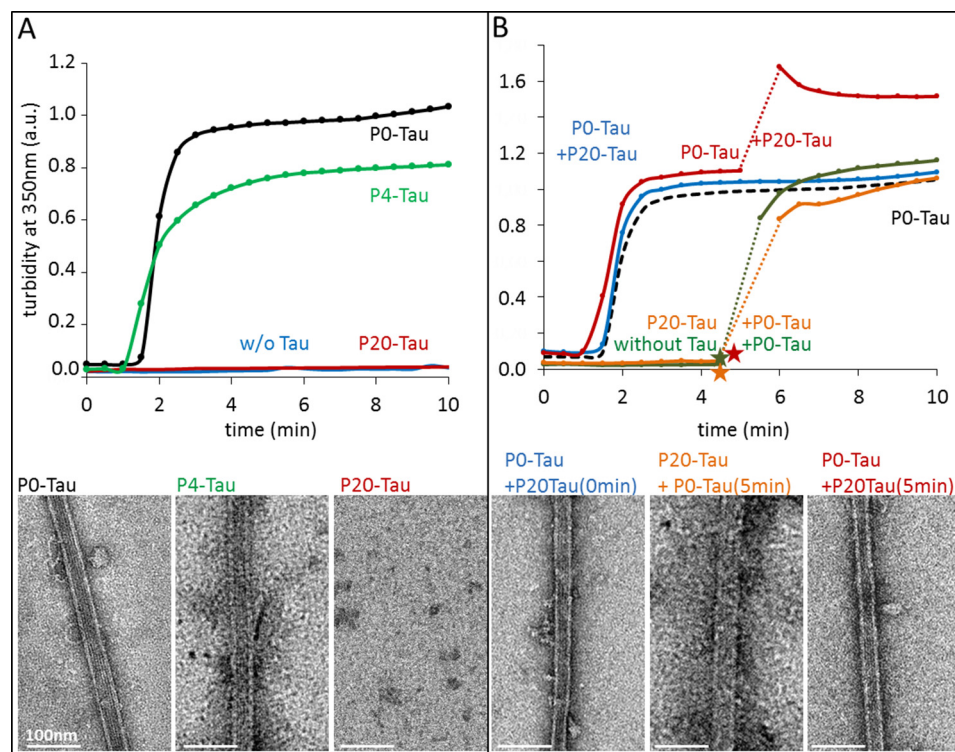 A
1.2
1.0
0.8
0.6
0.4
0.2
0.0
turbidity at 350nm (a.u.)
P0-Tau
P4-Tau
w/o Tau
P20-Tau
0 2 4 6 8 10
time (min)
P0-Tau
P4-Tau
P20-Tau
100nm
B
1.6
1.2
0.8
0.4
0.0
P0-Tau
+P20-Tau
P0-Tau
+P20-Tau
P0-Tau
P20-Tau
+P0-Tau
without Tau
+P0-Tau
0 2 4 6 8 10
time (min)
P0-Tau
+P20Tau(0min)
P20-Tau
+ P0-Tau(5min)
P0-Tau
+P20Tau(5min)